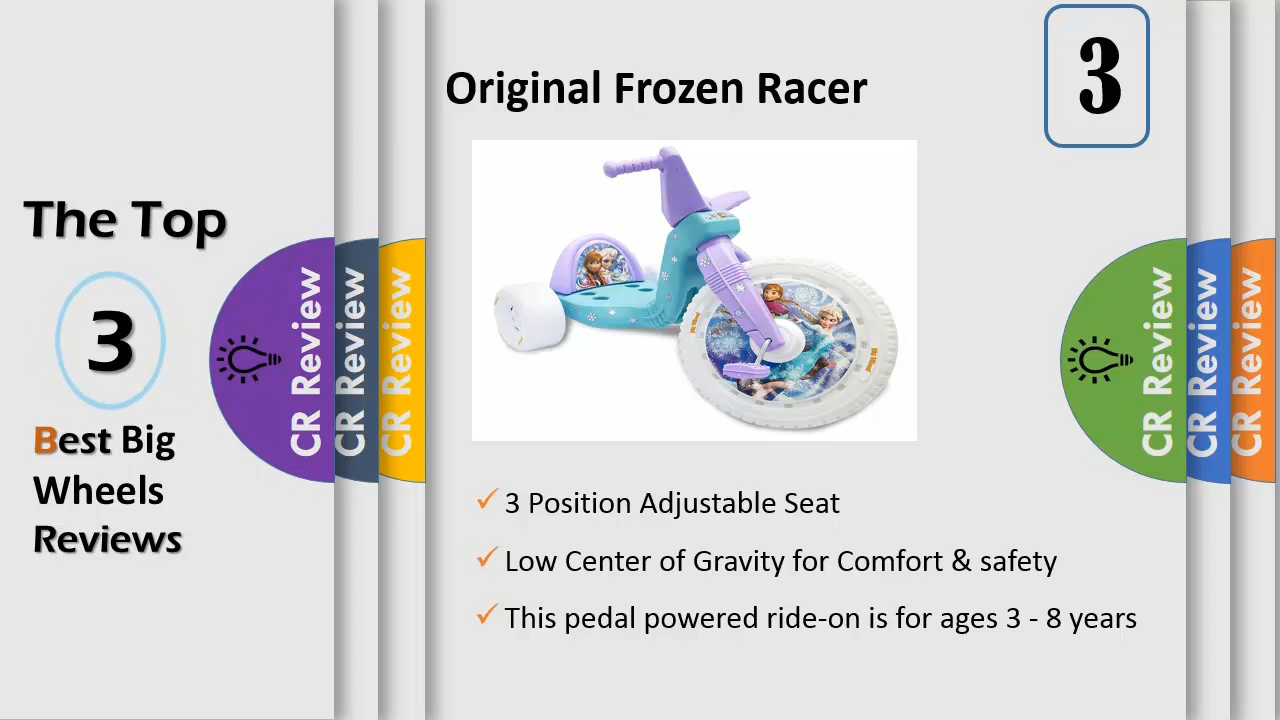 The Top
3
Best Big
Wheels
Reviews
CR Review
CR Review
CR Review
Original Frozen Racer
3
3 Position Adjustable Seat
Low Center of Gravity for Comfort & safety
This pedal powered ride-on is for ages 3 - 8 years
CR Review
CR Review
CR Review